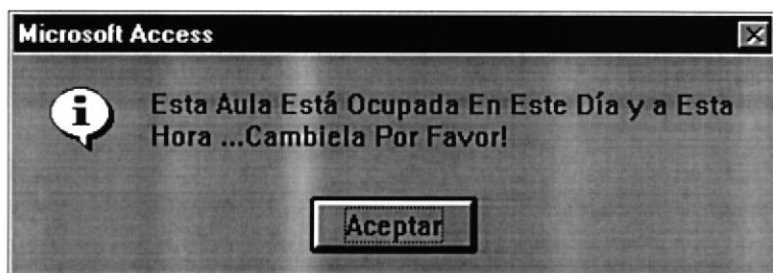 Microsoft Access
Esta Aula Está Ocupada En Este Día y a Esta
Hora ...Cambiela Por Favor!
Aceptar